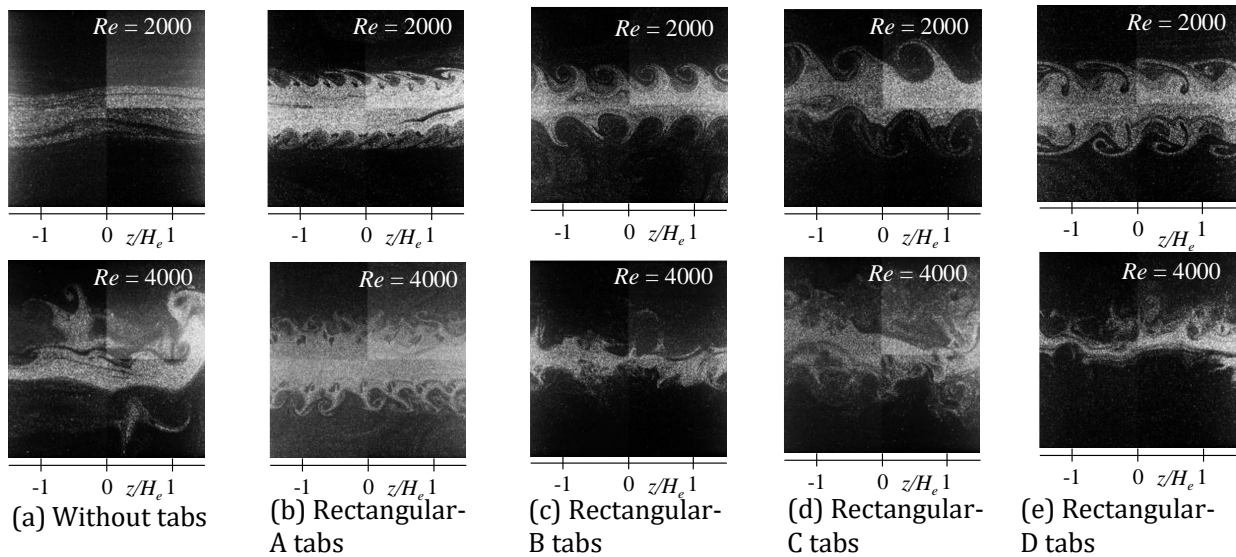 Re = 2000
Re = 2000
Re = 2000
Re = 2000
Re = 2000
-1 0 z/He 1
-1 0 z/He 1
-1 0 z/He 1
-1 0 z/He 1
-1 0 z/He 1
Re = 4000
Re = 4000
Re = 4000
Re = 4000
Re = 4000
-1 0 z/He 1
-1 0 z/He 1
-1 0 z/He 1
-1 0 z/He 1
-1 0 z/He 1
(a) Without tabs
(b) Rectangular-
A tabs
(c) Rectangular-
B tabs
(d) Rectangular-
C tabs
(e) Rectangular-
D tabs